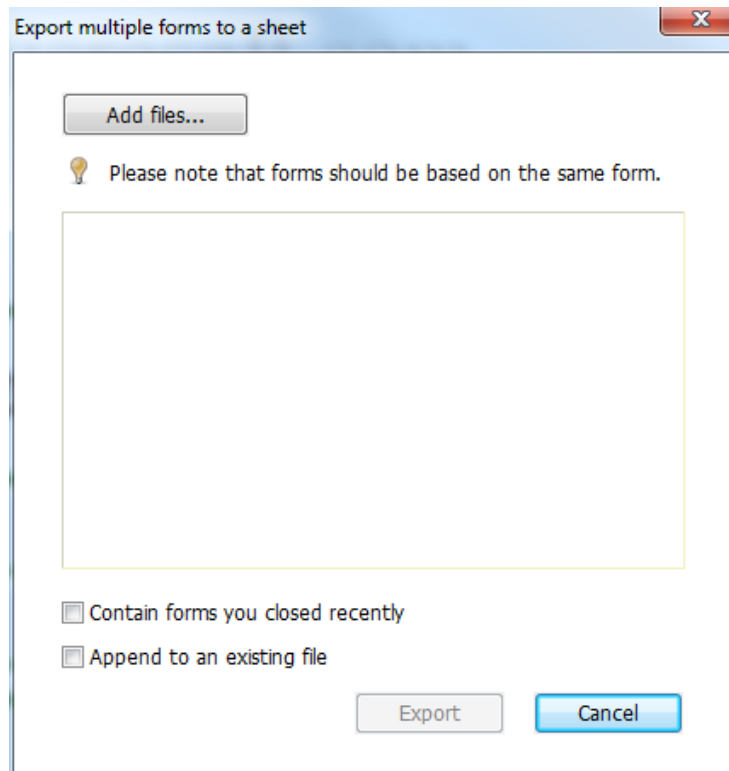 Export multiple forms to a sheet
Add files...
Please note that forms should be based on the same form.
Contain forms you closed recently
Append to an existing file
Export
Cancel